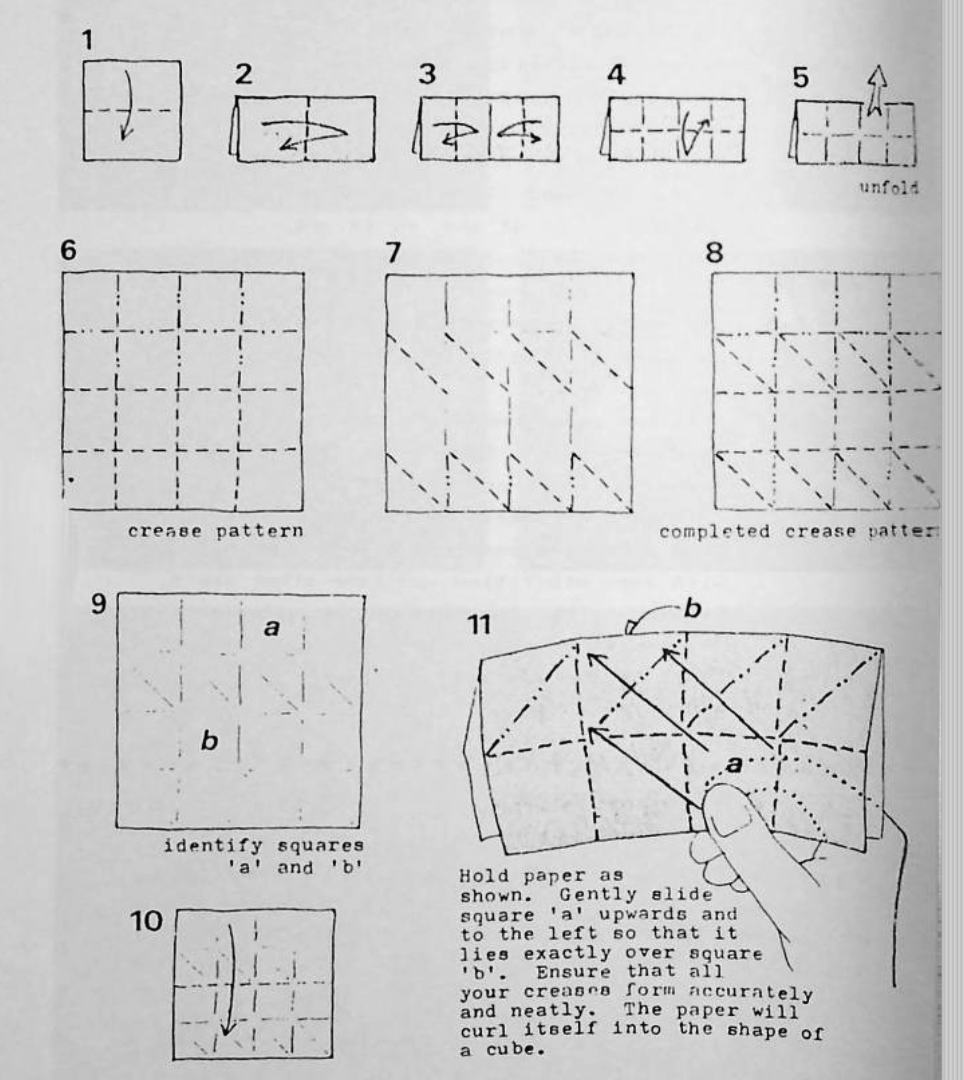 1
2
3
4
5
unfold
6
7
8
crease pattern
completed crease patter
9
a
b
identify squares
'a' and 'b'
10
11
b
a
Hold paper as
shown. Gently slide
square 'a' upwards and
to the left so that it
lies exactly over square
'b'. Ensure that all
your creases form accurately
and neatly. The paper will
curl itself into the shape of
a cube.